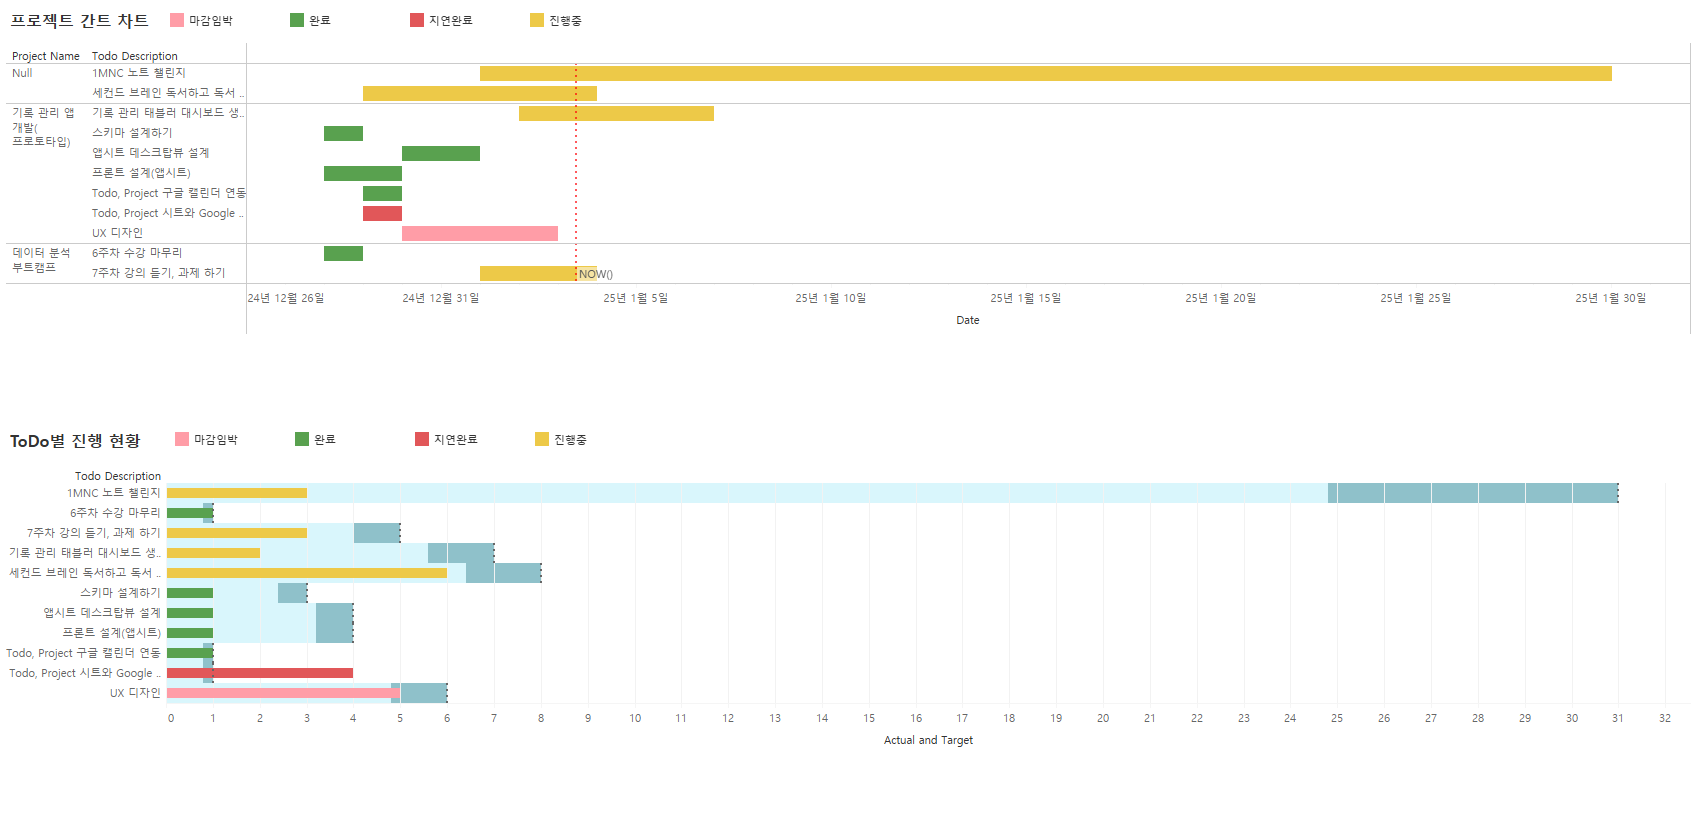 프로젝트 간트 차트
마감임박
완료
지연완료
진행중
Project Name
Todo Description
Null
1MNC 노트 챌린지
세컨드 브레인 독서하고 독서 ..
기록 관리 앱
개발(
프로토타입)
기록 관리 태블러 대시보드 생..
스키마 설계하기
앱시트 데스크탑뷰 설계
프론트 설계(앱시트)
Todo, Project 구글 캘린더 연동
Todo, Project 시트와 Google ..
UX 디자인
데이터 분석
부트캠프
6주차 수강 마무리
7주차 강의 듣기, 과제 하기
NOW()
24년 12월 26일
24년 12월 31일
25년 1월 5일
25년 1월 10일
25년 1월 15일
25년 1월 20일
25년 1월 25일
25년 1월 30일
Date
ToDo별 진행 현황
마감임박
완료
지연완료
진행중
Todo Description
1MNC 노트 챌린지
6주차 수강 마무리
7주차 강의 듣기, 과제 하기
기록 관리 태블러 대시보드 생..
세컨드 브레인 독서하고 독서 ..
스키마 설계하기
앱시트 데스크탑뷰 설계
프론트 설계(앱시트)
Todo, Project 구글 캘린더 연동
Todo, Project 시트와 Google ..
UX 디자인
0 1 2 3 4 5 6 7 8 9 10 11 12 13 14 15 16 17 18 19 20 21 22 23 24 25 26 27 28 29 30 31 32
Actual and Target